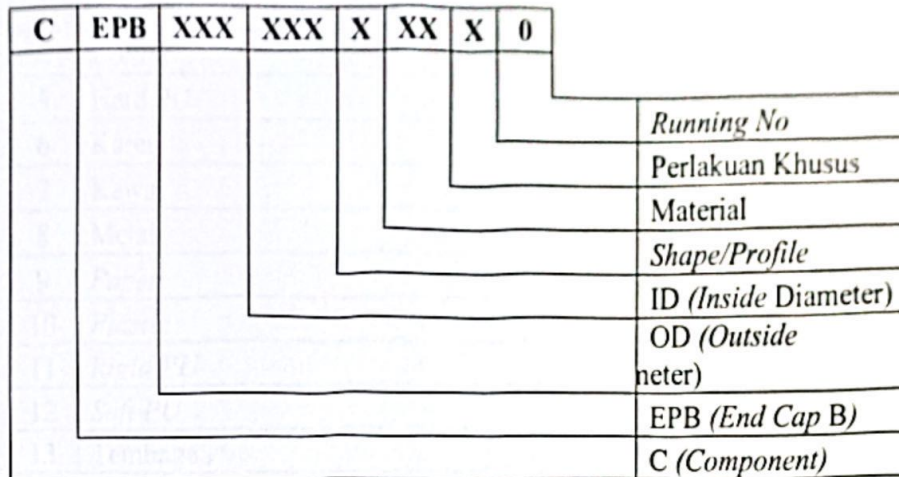 C EPB XXX XXX X XX X 0
Running No
Perlakuan Khusus
Material
Shape/Profile
ID (Inside Diameter)
OD (Outside
neter)
EPB (End Cap B)
C (Component)